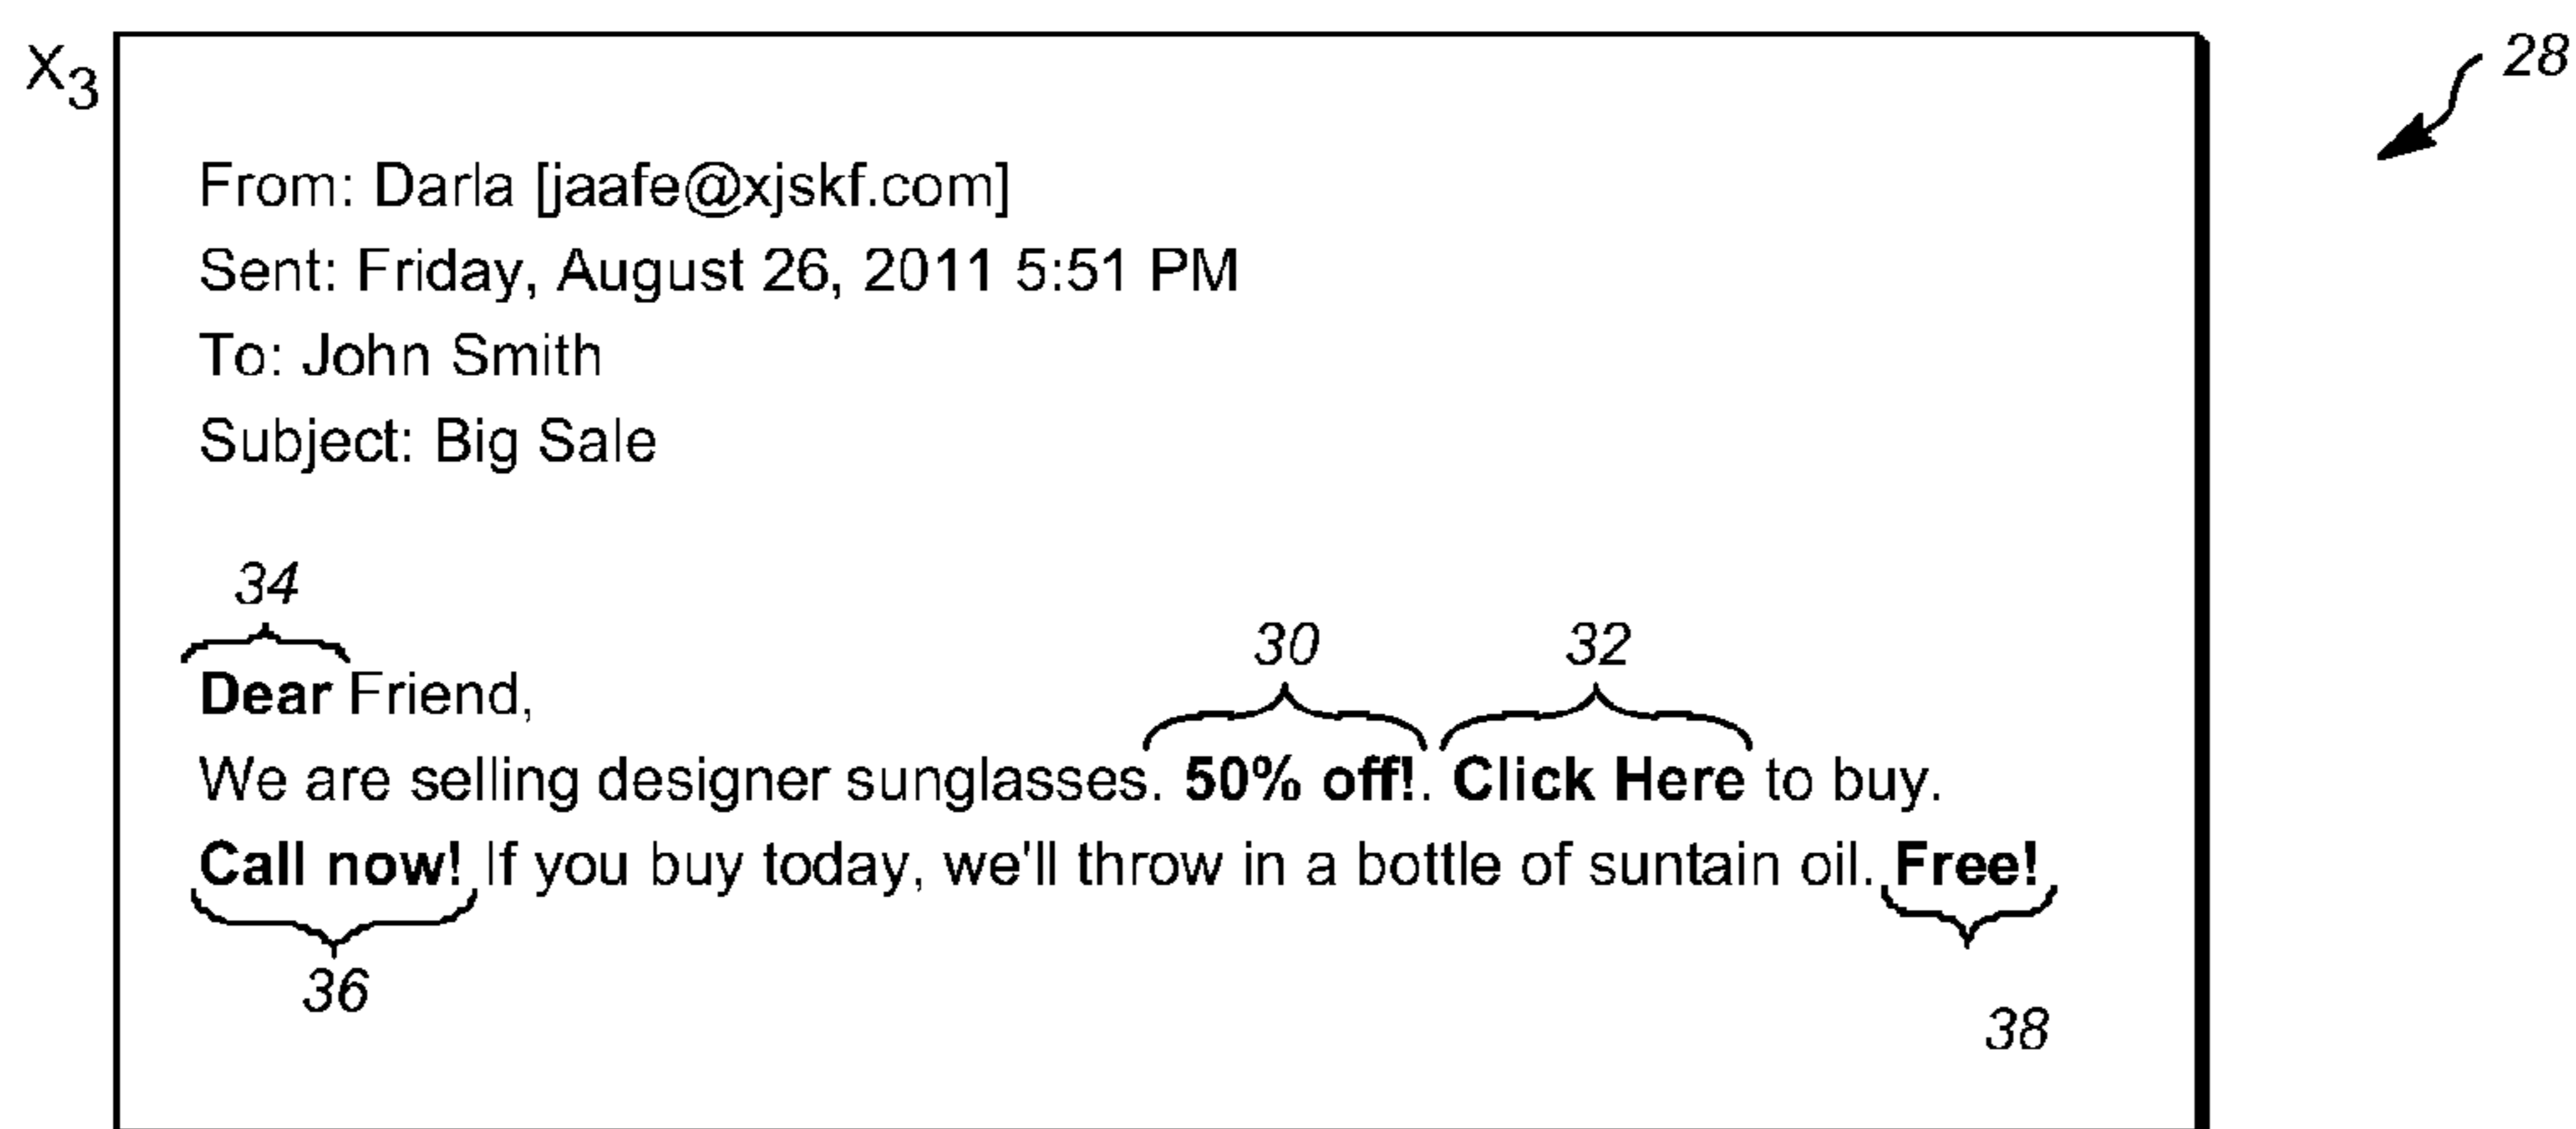 X3
28
From: Darla [jaafe@xjskf.com]
Sent: Friday, August 26, 2011 5:51 PM
To: John Smith
Subject: Big Sale
34
30 32
Dear Friend,
We are selling designer sunglasses. 50% off!. Click Here to buy.
Call now! If you buy today, we'll throw in a bottle of suntain oil. Free!
36
38